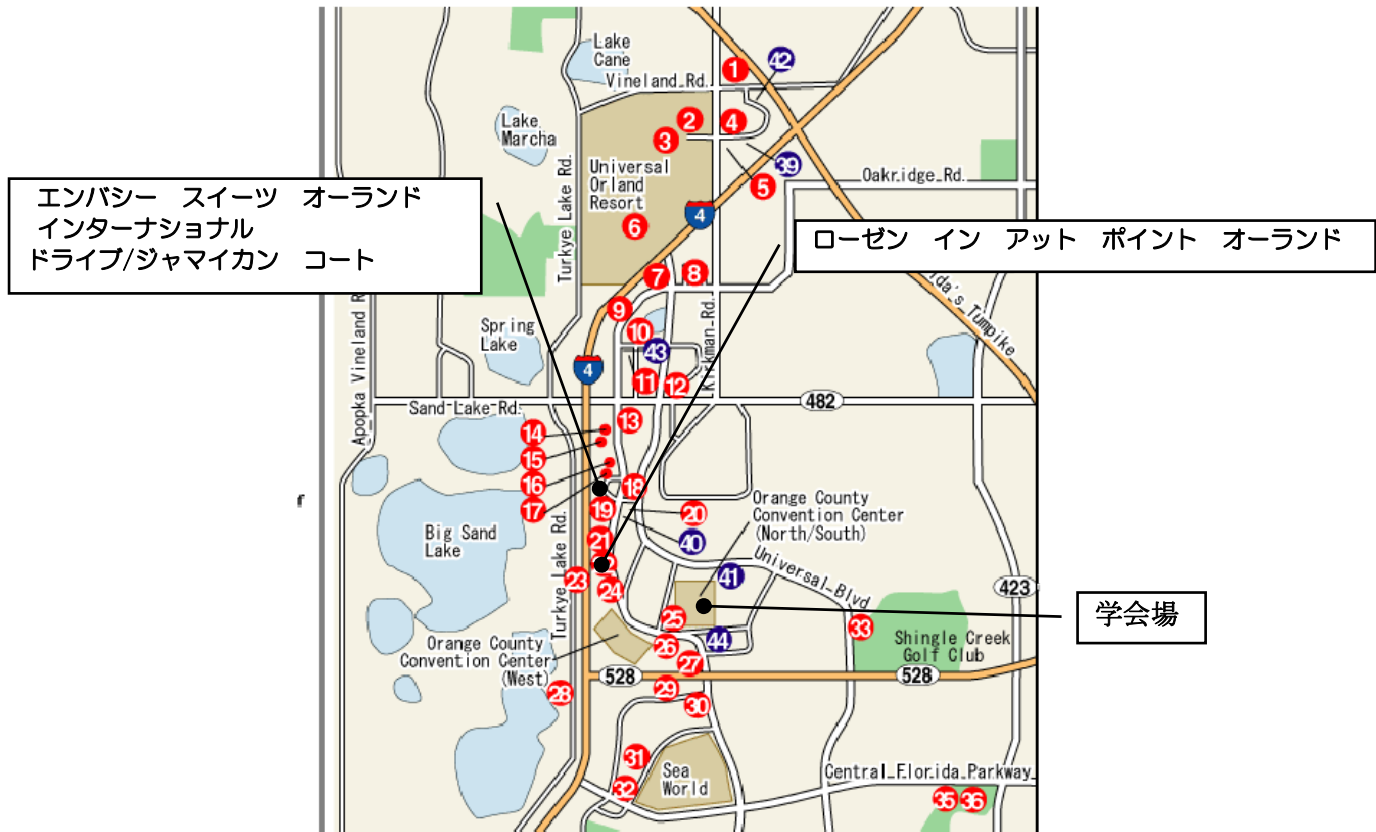 Lake
Cane
1
42
Vineland Rd.
Lake
Marcha
2
3
4
39
5
Universal
Orland
Resort
Oakridge Rd.
Turkye Lake Rd.
エンバシー スイーツ オーランド
インターナショナル
ドライブ/ジャマイカン コート
4
6
ローゼン イン アット ポイント オーランド
7
8
da's Turnpike
Apopka Vineland R
9
10
Kirkman Rd.
Spring
Lake
43
4
11
12
Sand Lake Rd.
482
13
14
15
16
17
18
19
20
Orange County
Convention Center
(North/South)
Big Sand
Lake
21
40
Turkye Lake Rd.
Universal Blvd
41
23
24
423
学会場
25
33
Shingle Creek
Golf Club
Orange County
Convention Center
(West)
26
44
27
528
528
28
29
30
31
32
Sea
World
Central Florida Parkway
35
36